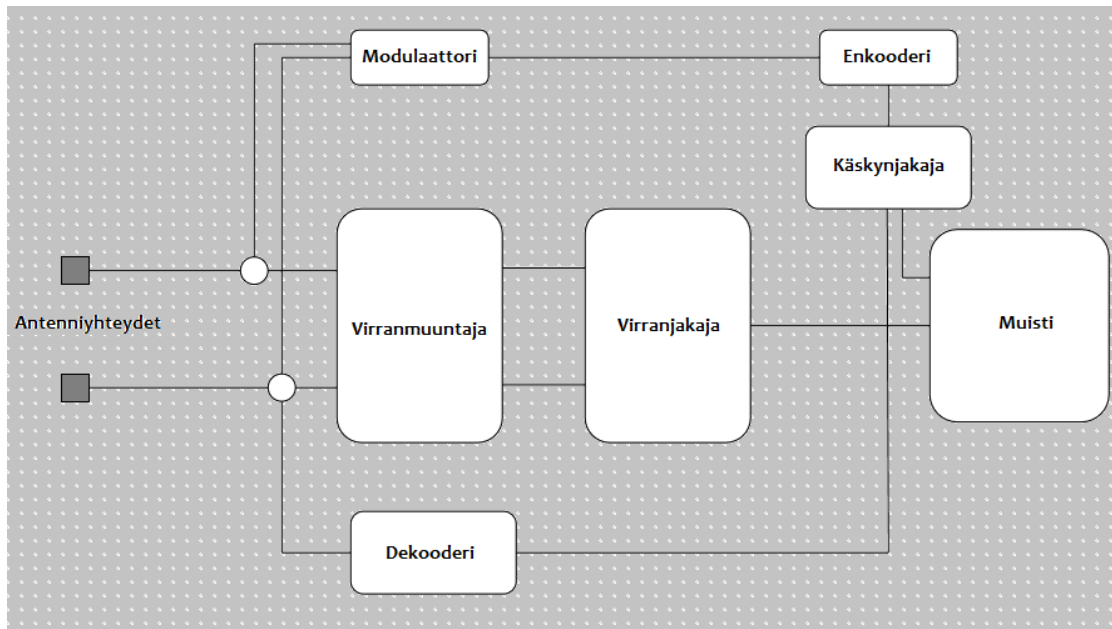 Modulaattori
Enkooderi
Käskynjakaja
Antenniyhteydet
Virranmuuntaja
Virranjakaja
Muisti
Dekooderi